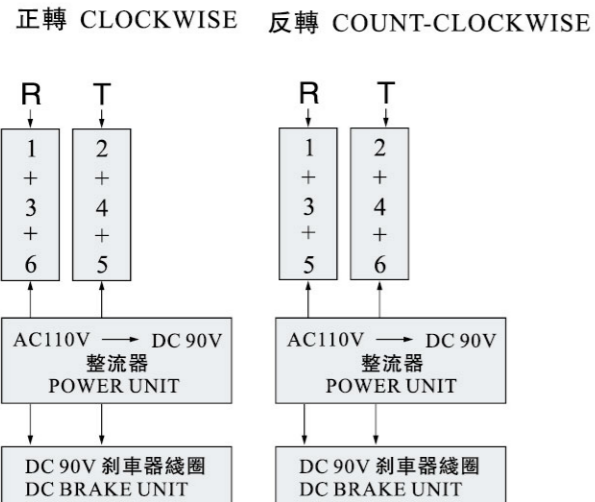 正轉 CLOCKWISE
反轉 COUNT-CLOCKWISE
R T
1 2
+ +
3 4
+ +
6 5
AC110V → DC 90V
整流器
POWER UNIT
DC 90V 剎車器綫圈
DC BRAKE UNIT
R T
1 2
+ +
3 4
+ +
5 6
AC110V → DC 90V
整流器
POWER UNIT
DC 90V 剎車器綫圈
DC BRAKE UNIT